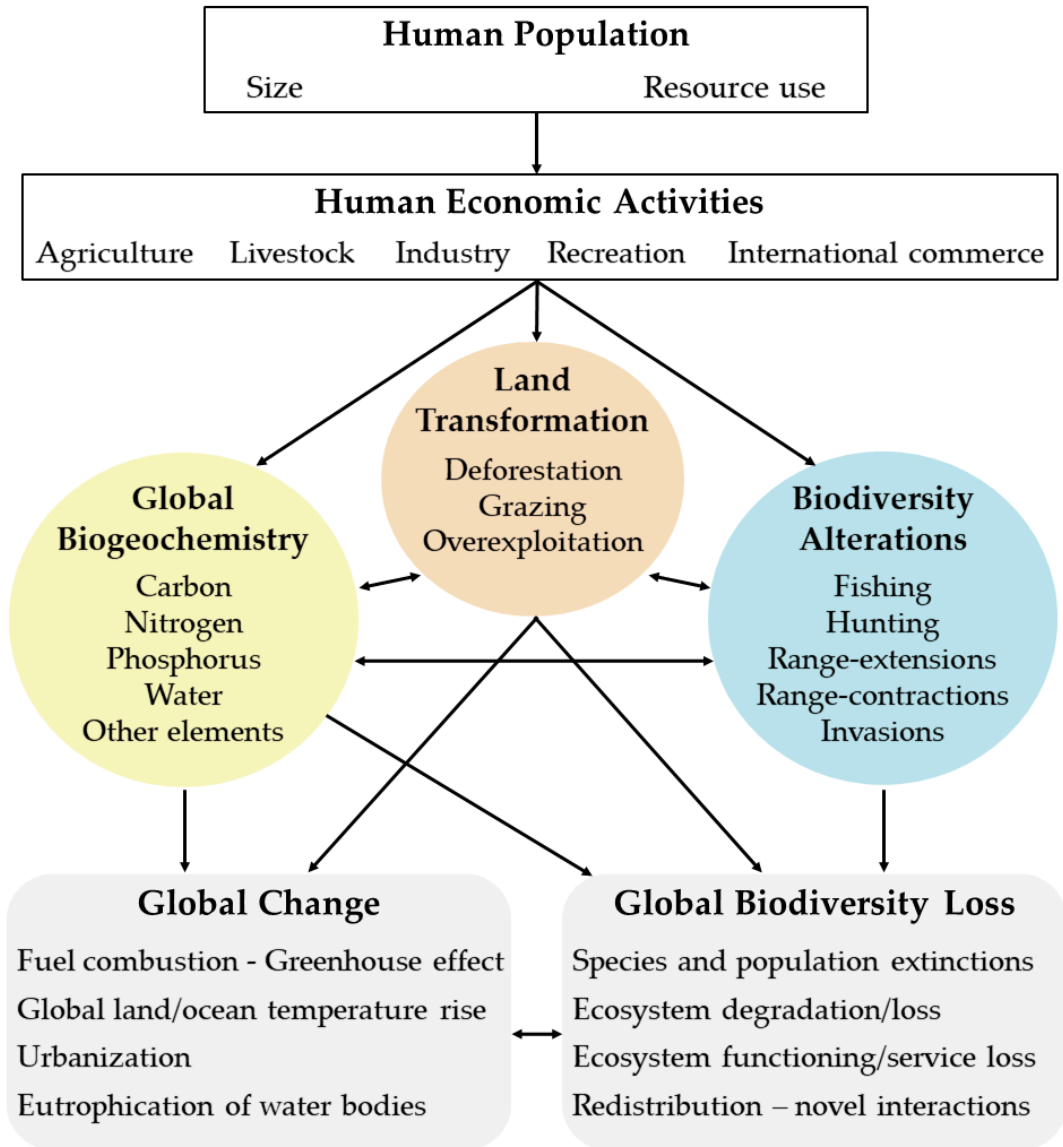 Human Population
Size Resource use
Human Economic Activities
Agriculture Livestock Industry Recreation International commerce
Land
Transformation
Deforestation
Grazing
Overexploitation
Global
Biogeochemistry
Carbon
Nitrogen
Phosphorus
Water
Other elements
Biodiversity
Alterations
Fishing
Hunting
Range-extensions
Range-contractions
Invasions
Global Change
Fuel combustion - Greenhouse effect
Global land/ocean temperature rise
Urbanization
Eutrophication of water bodies
Global Biodiversity Loss
Species and population extinctions
Ecosystem degradation/loss
Ecosystem functioning/service loss
Redistribution – novel interactions